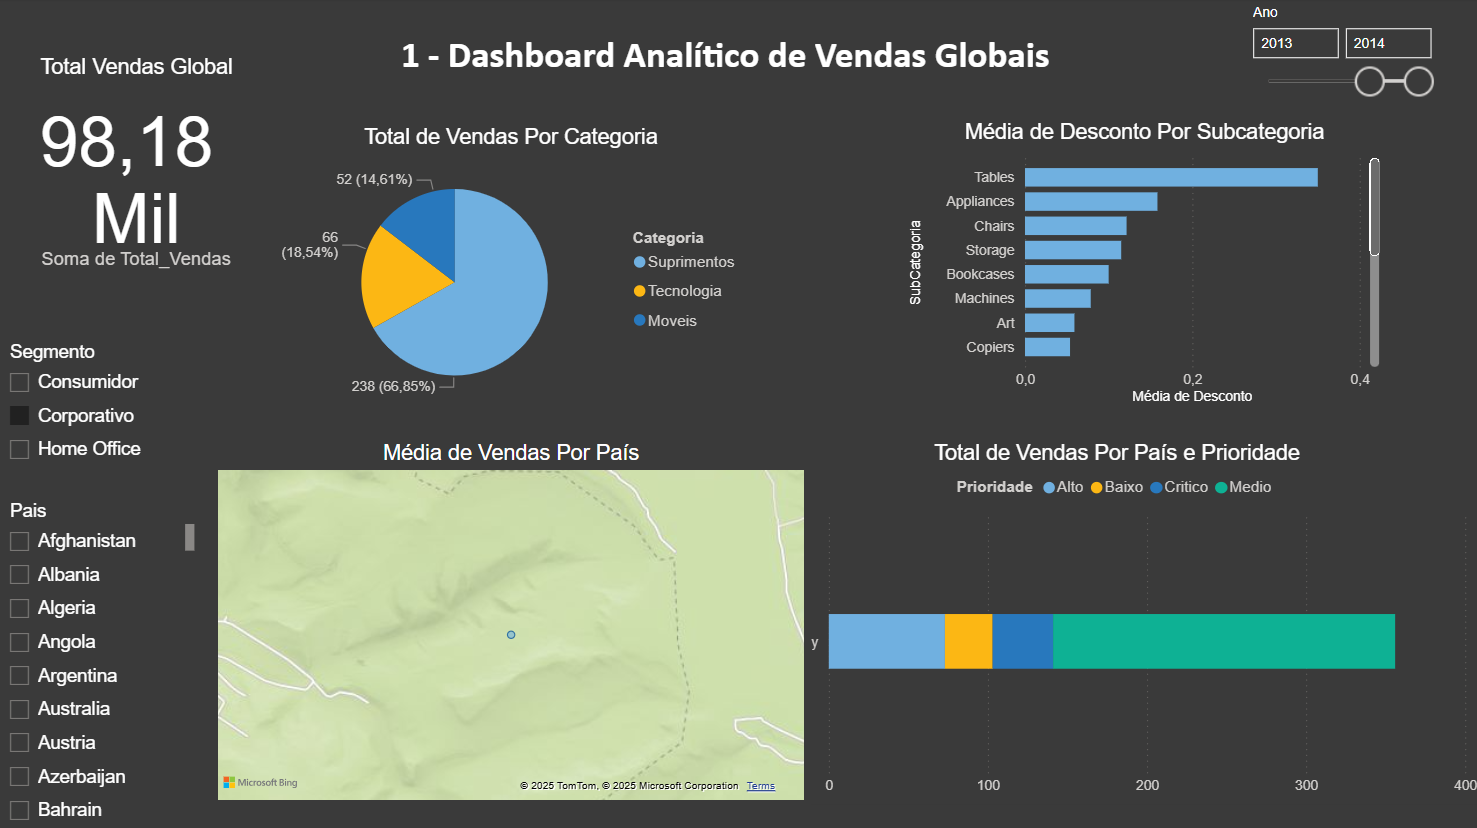 1 - Dashboard Analítico de Vendas Globais
Ano
2013
2014
Total Vendas Global
98,18
Mil
Soma de Total_Vendas
Total de Vendas Por Categoria
52 (14,61%)
66
(18,54%)
238 (66,85%)
Categoria
Suprimentos
Tecnologia
Moveis
Média de Desconto Por Subcategoria
SubCategoria
Tables
Appliances
Chairs
Storage
Bookcases
Machines
Art
Copiers
0,0
0,2
0,4
Média de Desconto
Segmento
Consumidor
Corporativo
Home Office
Pais
Afghanistan
Albania
Algeria
Angola
Argentina
Australia
Austria
Azerbaijan
Bahrain
Média de Vendas Por País
Microsoft Bing
© 2025 TomTom, © 2025 Microsoft Corporation Terms
Total de Vendas Por País e Prioridade
Prioridade Alto Baixo Critico Medio
y
0
100
200
300
400